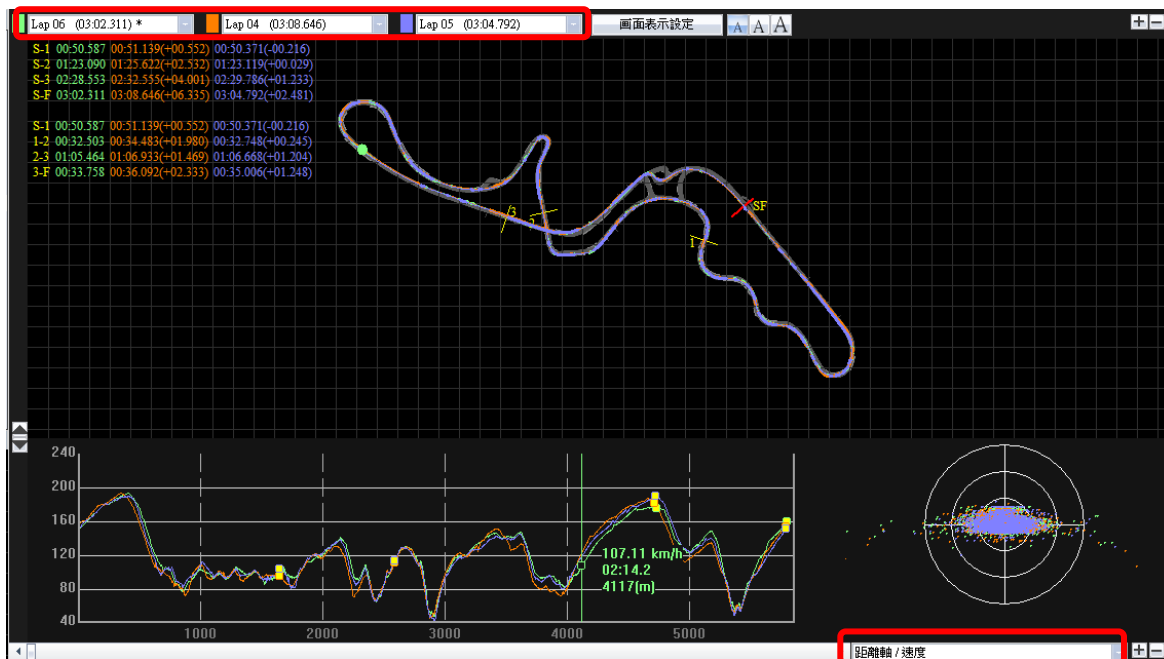 Lap 06 (03:02.311) * Lap 04 (03:08.646) Lap 05 (03:04.792) 画面表示設定 A A A
S-1 00:50.587 00:51.139(+00.552) 00:50.371(-00.216)
S-2 01:23.090 01:25.622(+02.532) 01:23.119(+00.029)
S-3 02:28.553 02:32.555(+04.001) 02:29.786(+01.233)
S-F 03:02.311 03:08.646(+06.335) 03:04.792(+02.481)
S-1 00:50.587 00:51.139(+00.552) 00:50.371(-00.216)
1-2 00:32.503 00:34.483(+01.980) 00:32.748(+00.245)
2-3 01:05.464 01:06.933(+01.469) 01:06.668(+01.204)
3-F 00:33.758 00:36.092(+02.333) 00:35.006(+01.248)
SF
3
1
240
200
160
120
80
40
107.11 km/h
02:14.2
4117(m)
1000 2000 3000 4000 5000
距離軸 / 速度